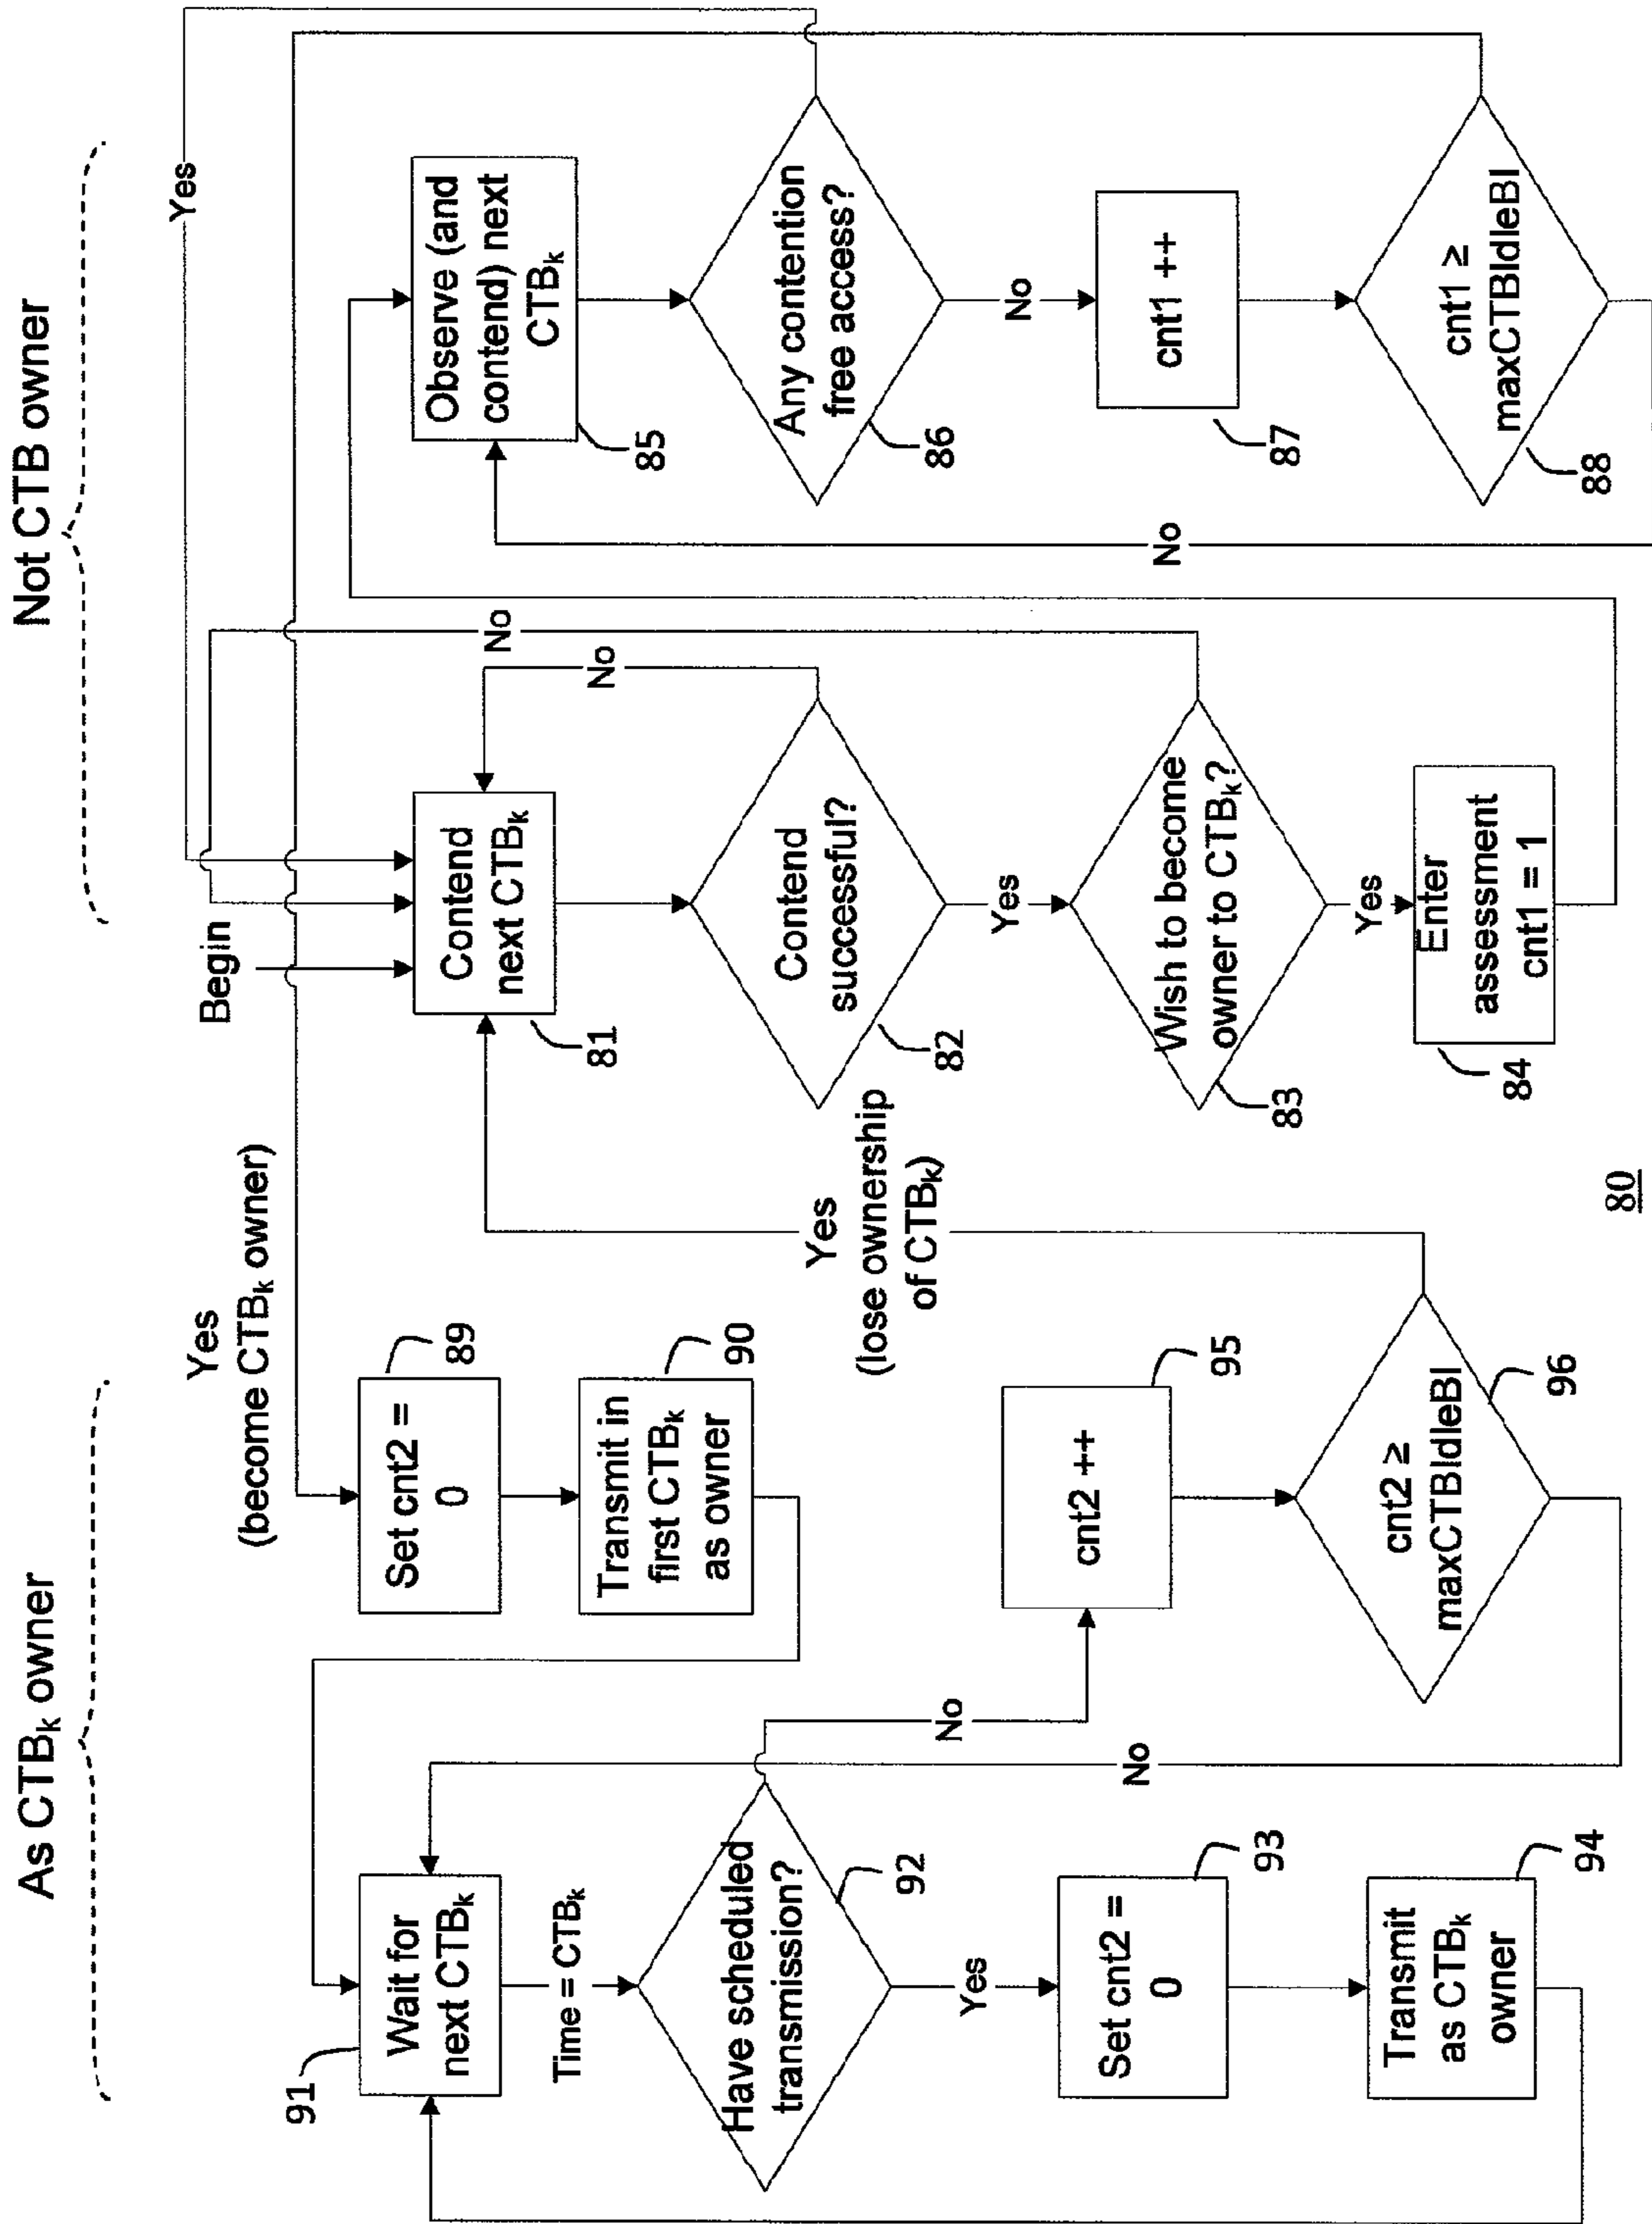 As CTBk owner
Not CTB owner
Yes
Yes
(become CTBk owner)
Begin
91
Wait for
next CTBk
Time = CTBk
Have scheduled
transmission?
92
Yes
No
Set cnt2 =
0
93
Transmit
as CTBk
owner
94
Set cnt2 =
0
89
Transmit in
first CTBk
as owner
90
cnt2 ++
95
cnt2 ≥
maxCTBIdleBI
96
No
Yes
(lose ownership
of CTBk)
Contend
next CTBk
81
Contend
successful?
82
No
No
Yes
Wish to become
owner to CTBk?
83
Yes
Enter
assessment
cnt1 = 1
84
Observe (and
contend) next
CTBk
85
Any contention
free access?
86
No
cnt1 ++
87
cnt1 ≥
maxCTBIdleBI
88
No
80